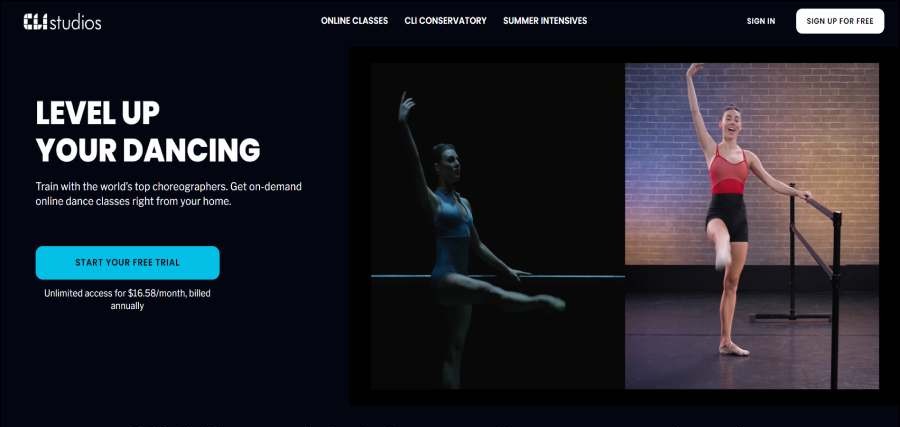 CLI studios
ONLINE CLASSES CLI CONSERVATORY SUMMER INTENSIVES SIGN IN SIGN UP FOR FREE
LEVEL UP
YOUR DANCING
Train with the world's top choreographers. Get on-demand
online dance classes right from your home.
START YOUR FREE TRIAL
Unlimited access for $16.58/month, billed
annually